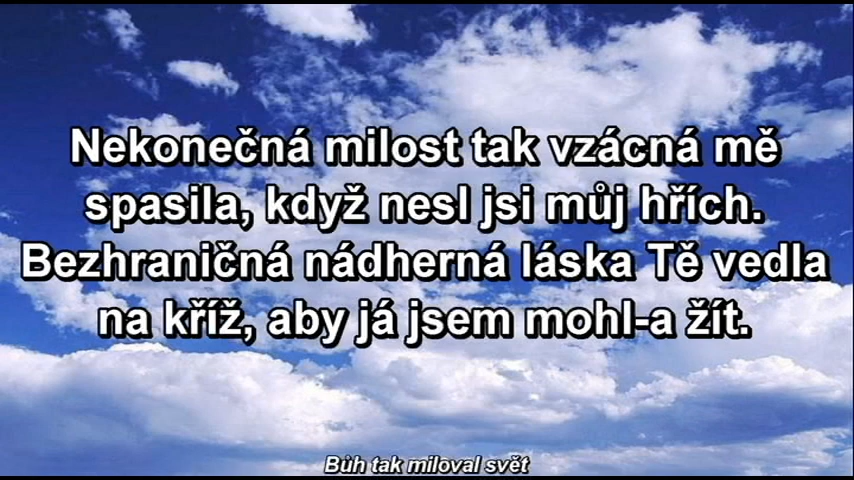 Nekonečná milost tak vzácná mě
spasila, když nesl jsi můj hřích.
Bezhraničná nádherná láska Tě vedla
na kříž, aby já jsem mohl-a žít.
Bůh tak miloval svět